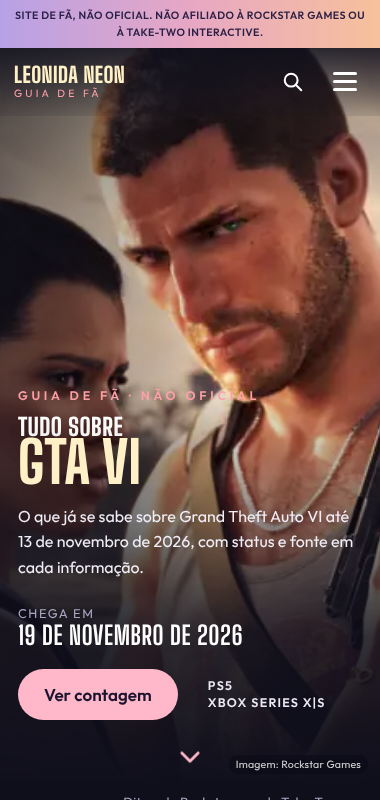 SITE DE FÃ, NÃO OFICIAL. NÃO AFILIADO À ROCKSTAR GAMES OU
À TAKE-TWO INTERACTIVE.
LEONIDA NEON
GUIA DE FÃ
GUIA DE FÃ · NÃO OFICIAL
TUDO SOBRE
GTA VI
O que já se sabe sobre Grand Theft Auto VI até
13 de novembro de 2026, com status e fonte em
cada informação.
CHEGA EM
19 DE NOVEMBRO DE 2026
Ver contagem
PS5
XBOX SERIES X|S
Imagem: Rockstar Games